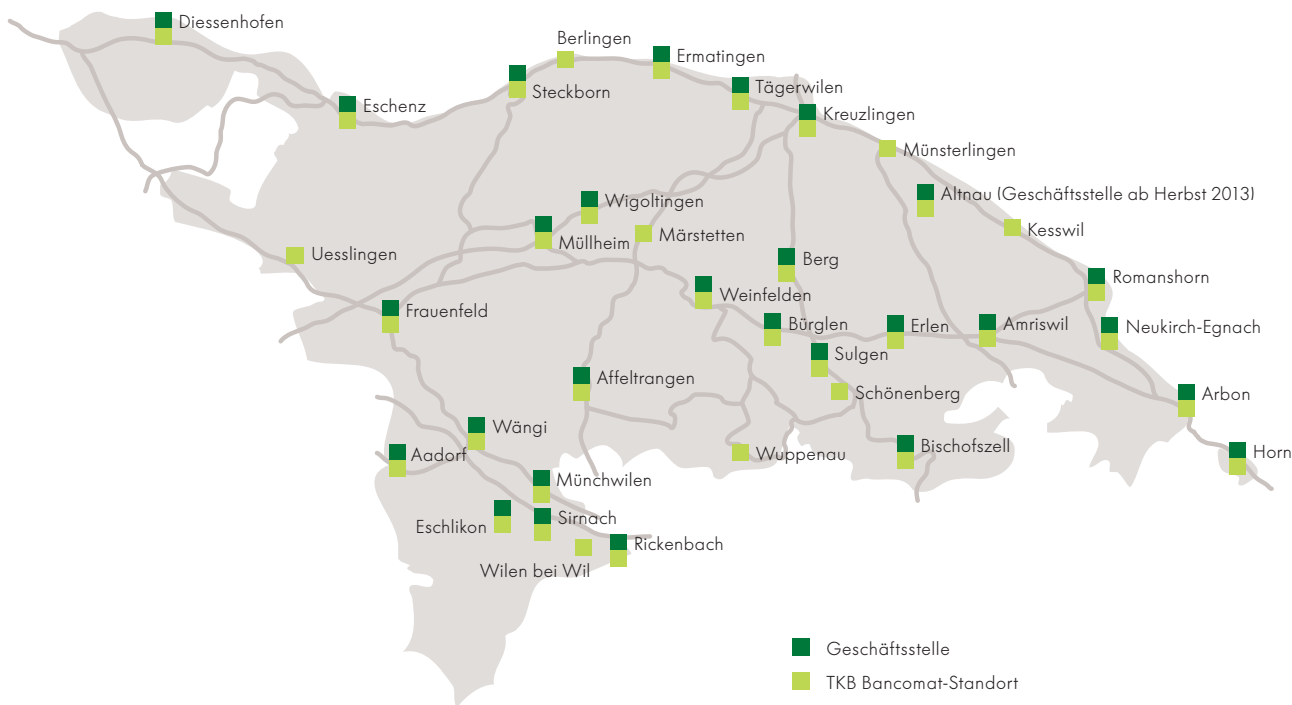 Diessenhofen
Berlingen
Ermatingen
Steckborn
Tägerwilen
Eschenz
Kreuzlingen
Münsterlingen
Altnau (Geschäftsstelle ab Herbst 2013)
Wigoltingen
Kesswil
Müllheim
Märstetten
Uesslingen
Berg
Romanshorn
Weinfelden
Frauenfeld
Bürglen
Erlen
Amriswil
Neukirch-Egnach
Sulgen
Affeltrangen
Schönenberg
Arbon
Wängi
Aadorf
Wuppenau
Bischofszell
Horn
Münchwilen
Eschlikon
Sirnach
Rickenbach
Wilen bei Wil
Geschäftsstelle
TKB Bancomat-Standort